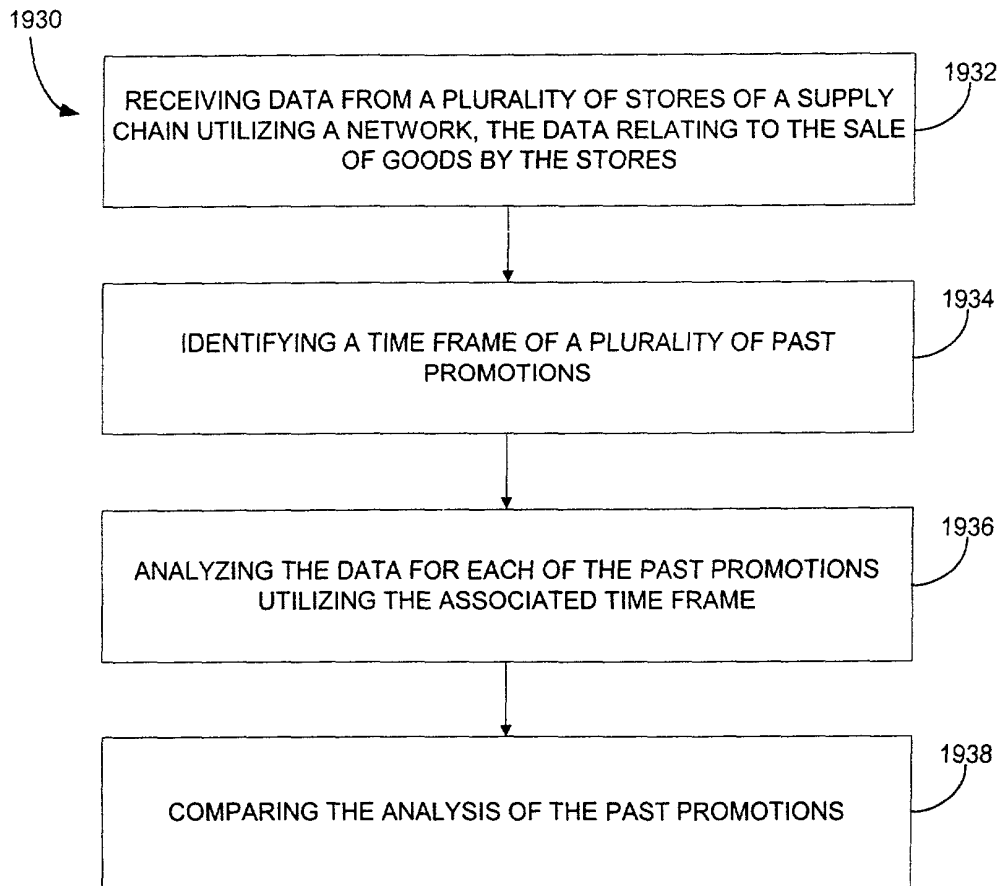 1930
RECEIVING DATA FROM A PLURALITY OF STORES OF A SUPPLY
CHAIN UTILIZING A NETWORK, THE DATA RELATING TO THE SALE
OF GOODS BY THE STORES
1932
IDENTIFYING A TIME FRAME OF A PLURALITY OF PAST
PROMOTIONS
1934
ANALYZING THE DATA FOR EACH OF THE PAST PROMOTIONS
UTILIZING THE ASSOCIATED TIME FRAME
1936
COMPARING THE ANALYSIS OF THE PAST PROMOTIONS
1938